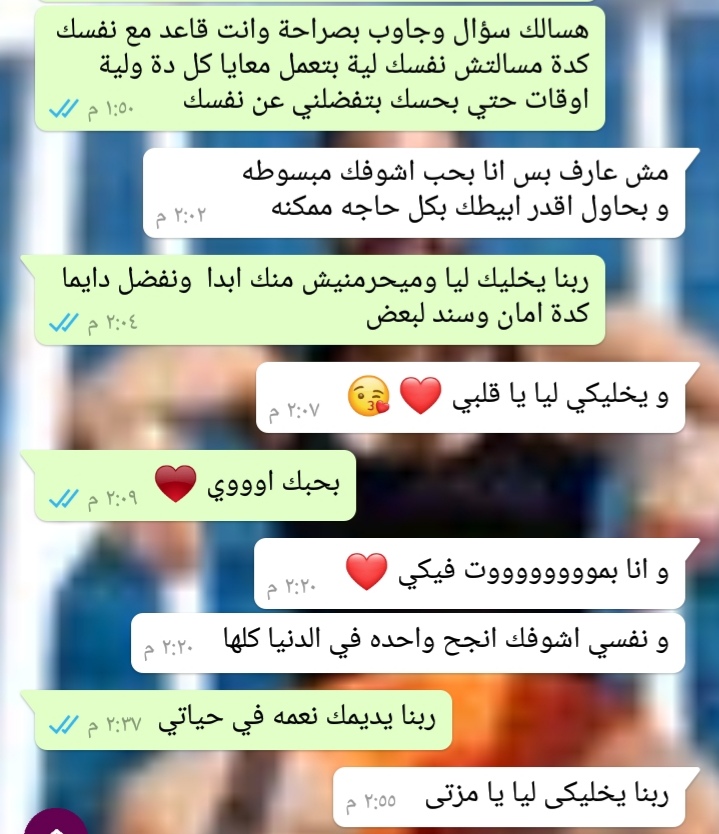 هسالك سؤال وجاوب بصراحة وانت قاعد مع نفسك
كدة مسالتش نفسك لية بتعمل معايا كل دة ولية
اوقات حتي بحسك بتفضلني عن نفسك
١:٥٠ م
مش عارف بس انا بحب اشوفك مبسوطه
و بحاول اقدر ابيطك بكل حاجه ممكنه
٢:٠٢ م
ربنا يخليك ليا وميحرمنيش منك ابدا ونفضل دايما
كدة امان وسند لبعض
٢:٠٤ م
و يخليكي ليا يا قلبي ❤️ 😘
٢:٠٧ م
بحبك اوووي ♥️
٢:٠٩ م
و انا بمووووووووت فيكي ❤️
٢:٢٠ م
و نفسي اشوفك انجح واحده في الدنيا كلها
٢:٢٠ م
ربنا يديمك نعمه في حياتي
٢:٣٧ م
ربنا يخليكى ليا يا مزتى
٢:٥٥ م